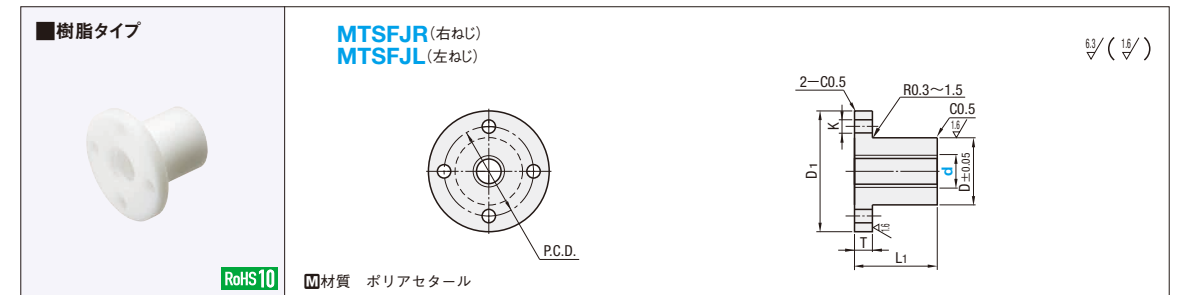 ■樹脂タイプ
MTSFJR(右ねじ)
MTSFJL(左ねじ)
6.3 ( 1.6 )
2-C0.5
R0.3～1.5
C0.5
1.6
K
D1
d
D±0.05
1.6
T
L1
P.C.D.
RoHS10
M材質 ポリアセタール